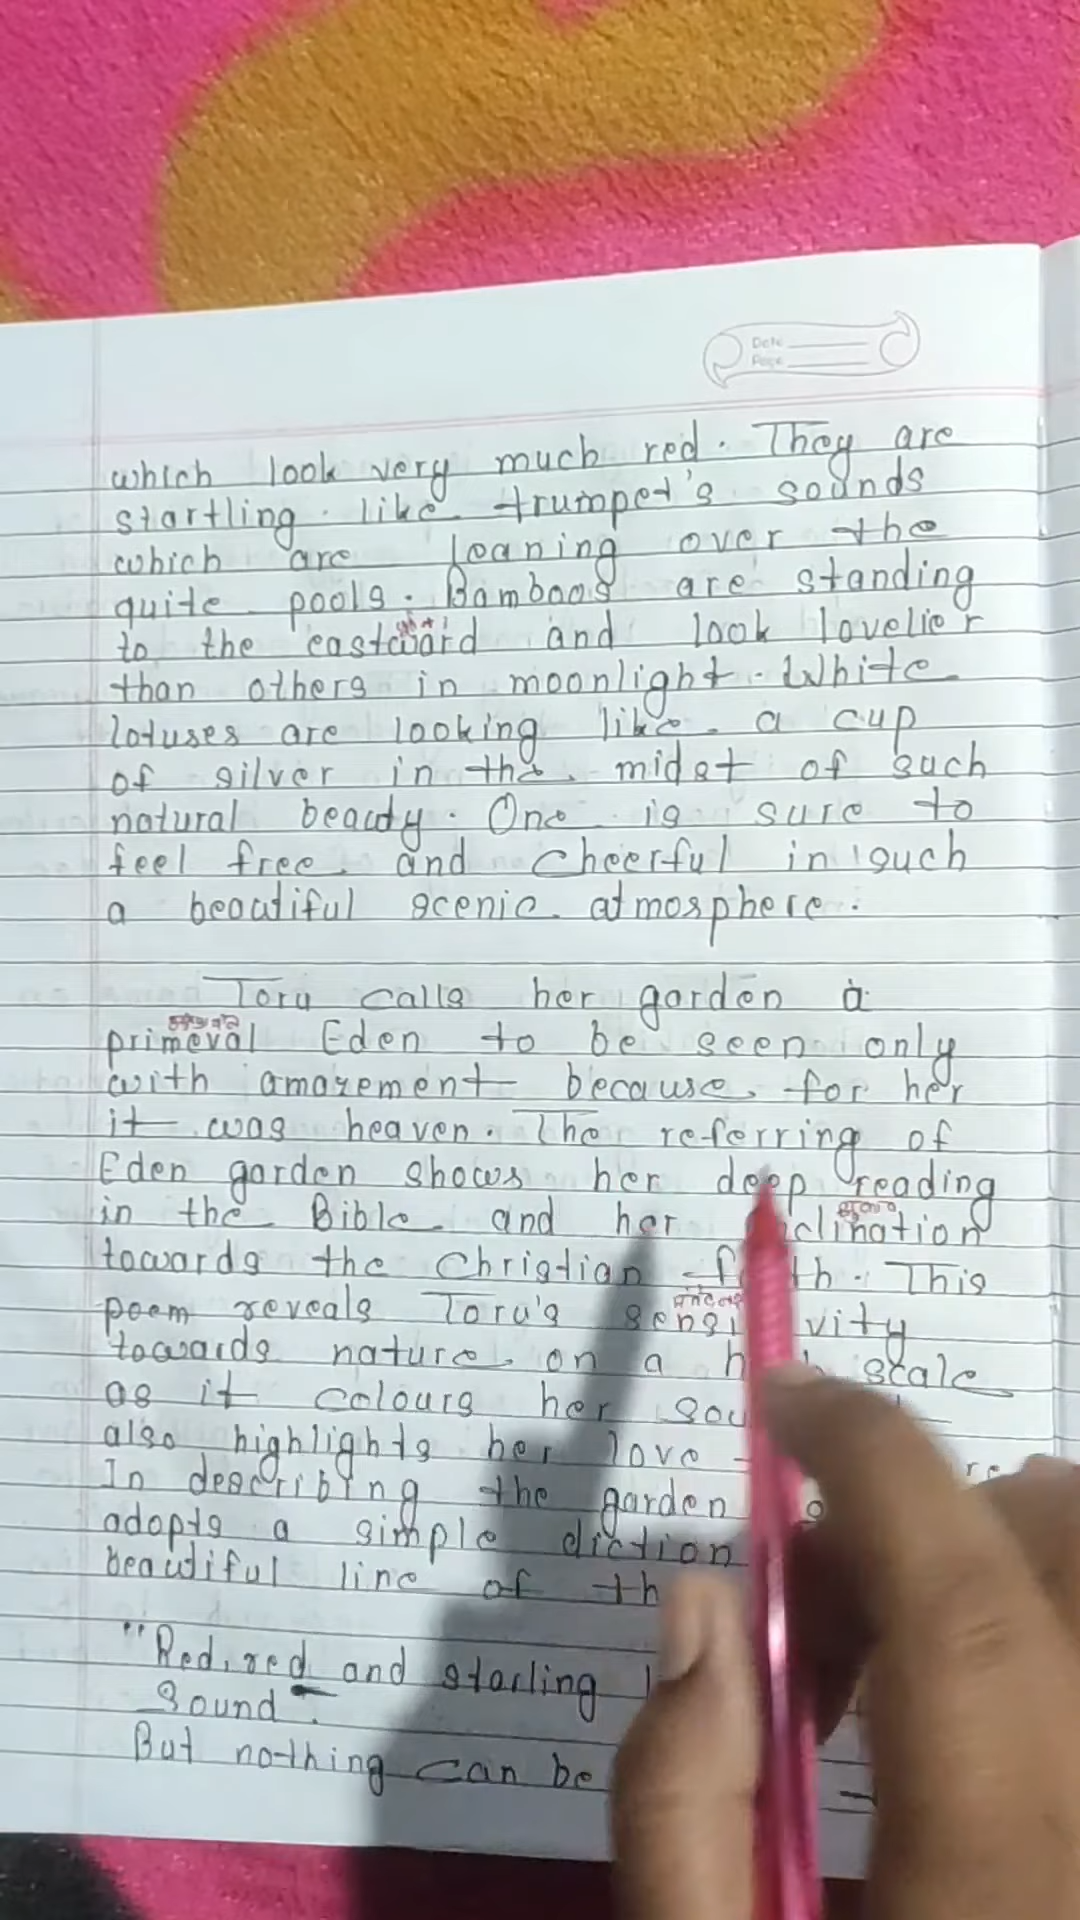 Date
Page
which look very much red. They are
startling like trumpet's sounds
which are leaning over the
quite pools. Bamboos are standing
to the eastward and look lovelier
than others in moonlight. White
lotuses are looking like a cup
of silver in the midst of such
natural beauty. One is sure to
feel free and cheerful in such
a beautiful scenic atmosphere.
Toru calls her garden a
primeval Eden to be seen only
with amazement because for her
it was heaven. The referring of
Eden garden shows her deep reading
in the Bible and her
towards the Christian This
poem reveals Toru's
towards nature on a scale
as it colours her
also highlights her love
In describing the garden
adopts a simple diction
beautiful line of
"Red, red and starling
Sound".
But nothing can be